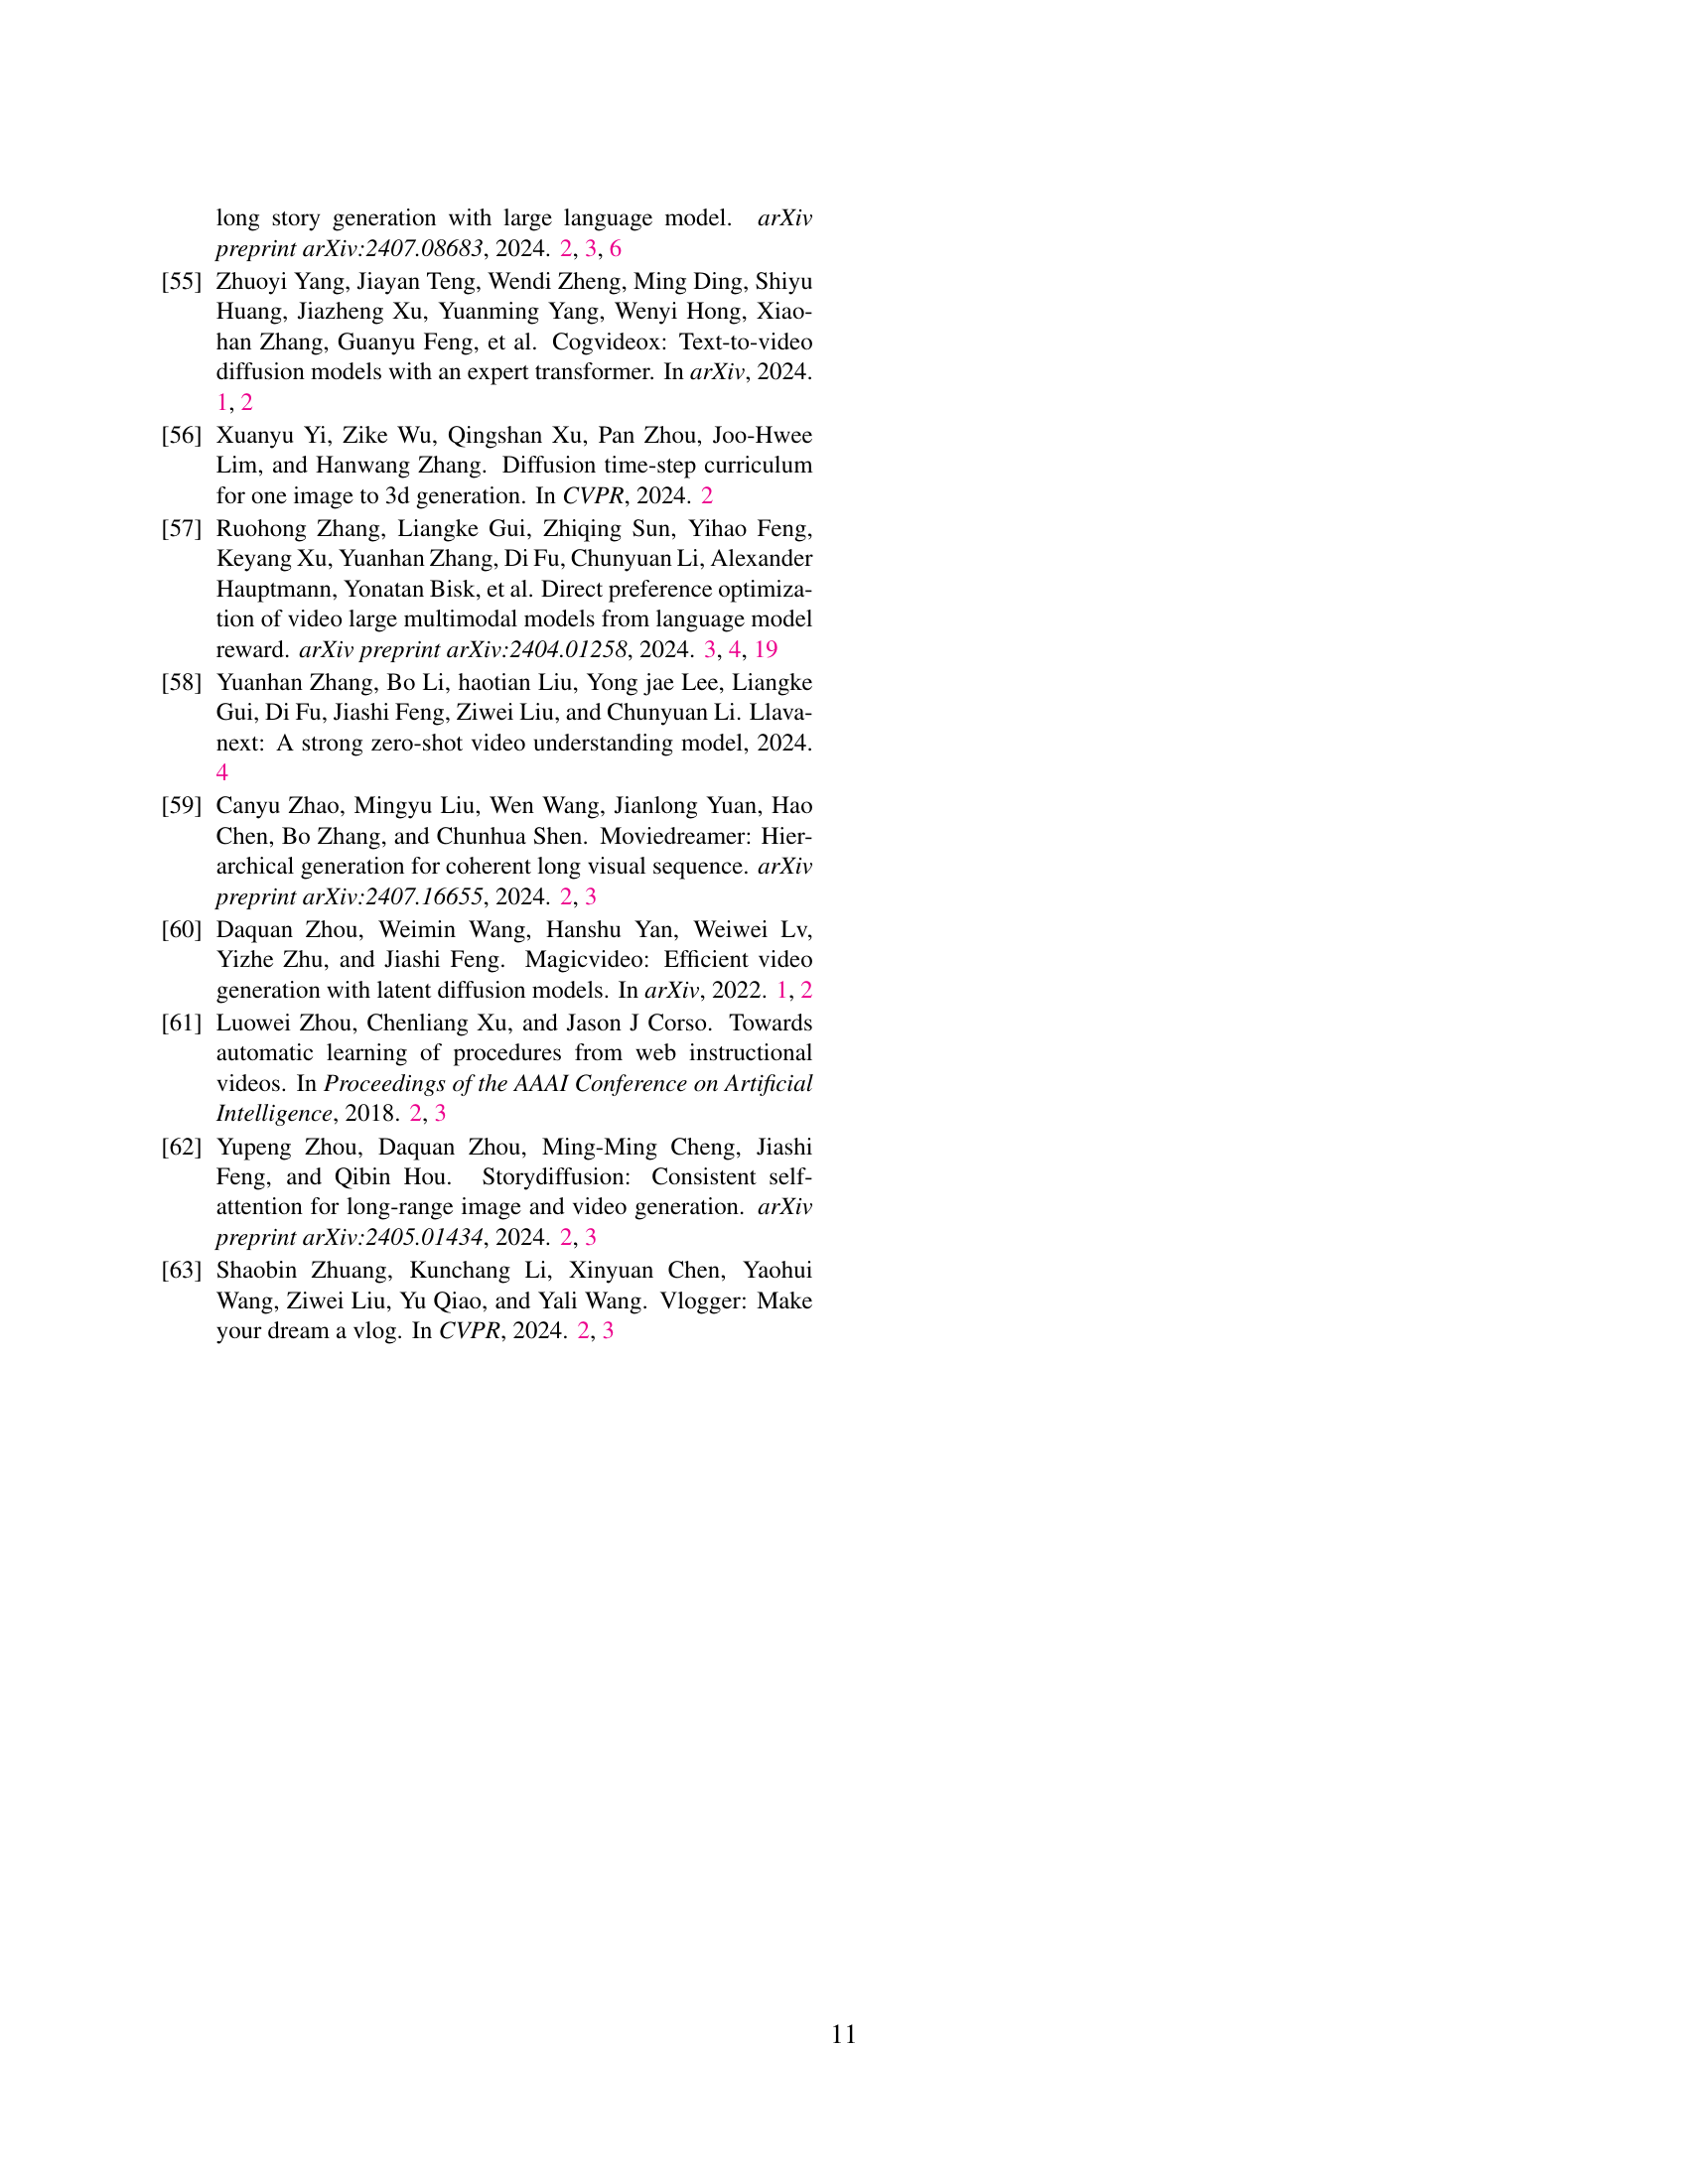 long story generation with large language model. arXiv
preprint arXiv:2407.08683, 2024. 2, 3, 6
[55] Zhuoyi Yang, Jiayan Teng, Wendi Zheng, Ming Ding, Shiyu
Huang, Jiazheng Xu, Yuanming Yang, Wenyi Hong, Xiao-
han Zhang, Guanyu Feng, et al. Cogvideox: Text-to-video
diffusion models with an expert transformer. In arXiv, 2024.
1, 2
[56] Xuanyu Yi, Zike Wu, Qingshan Xu, Pan Zhou, Joo-Hwee
Lim, and Hanwang Zhang. Diffusion time-step curriculum
for one image to 3d generation. In CVPR, 2024. 2
[57] Ruohong Zhang, Liangke Gui, Zhiqing Sun, Yihao Feng,
Keyang Xu, Yuanhan Zhang, Di Fu, Chunyuan Li, Alexander
Hauptmann, Yonatan Bisk, et al. Direct preference optimiza-
tion of video large multimodal models from language model
reward. arXiv preprint arXiv:2404.01258, 2024. 3, 4, 19
[58] Yuanhan Zhang, Bo Li, haotian Liu, Yong jae Lee, Liangke
Gui, Di Fu, Jiashi Feng, Ziwei Liu, and Chunyuan Li. Llava-
next: A strong zero-shot video understanding model, 2024.
4
[59] Canyu Zhao, Mingyu Liu, Wen Wang, Jianlong Yuan, Hao
Chen, Bo Zhang, and Chunhua Shen. Moviedreamer: Hier-
archical generation for coherent long visual sequence. arXiv
preprint arXiv:2407.16655, 2024. 2, 3
[60] Daquan Zhou, Weimin Wang, Hanshu Yan, Weiwei Lv,
Yizhe Zhu, and Jiashi Feng. Magicvideo: Efficient video
generation with latent diffusion models. In arXiv, 2022. 1, 2
[61] Luowei Zhou, Chenliang Xu, and Jason J Corso. Towards
automatic learning of procedures from web instructional
videos. In Proceedings of the AAAI Conference on Artificial
Intelligence, 2018. 2, 3
[62] Yupeng Zhou, Daquan Zhou, Ming-Ming Cheng, Jiashi
Feng, and Qibin Hou. Storydiffusion: Consistent self-
attention for long-range image and video generation. arXiv
preprint arXiv:2405.01434, 2024. 2, 3
[63] Shaobin Zhuang, Kunchang Li, Xinyuan Chen, Yaohui
Wang, Ziwei Liu, Yu Qiao, and Yali Wang. Vlogger: Make
your dream a vlog. In CVPR, 2024. 2, 3
11